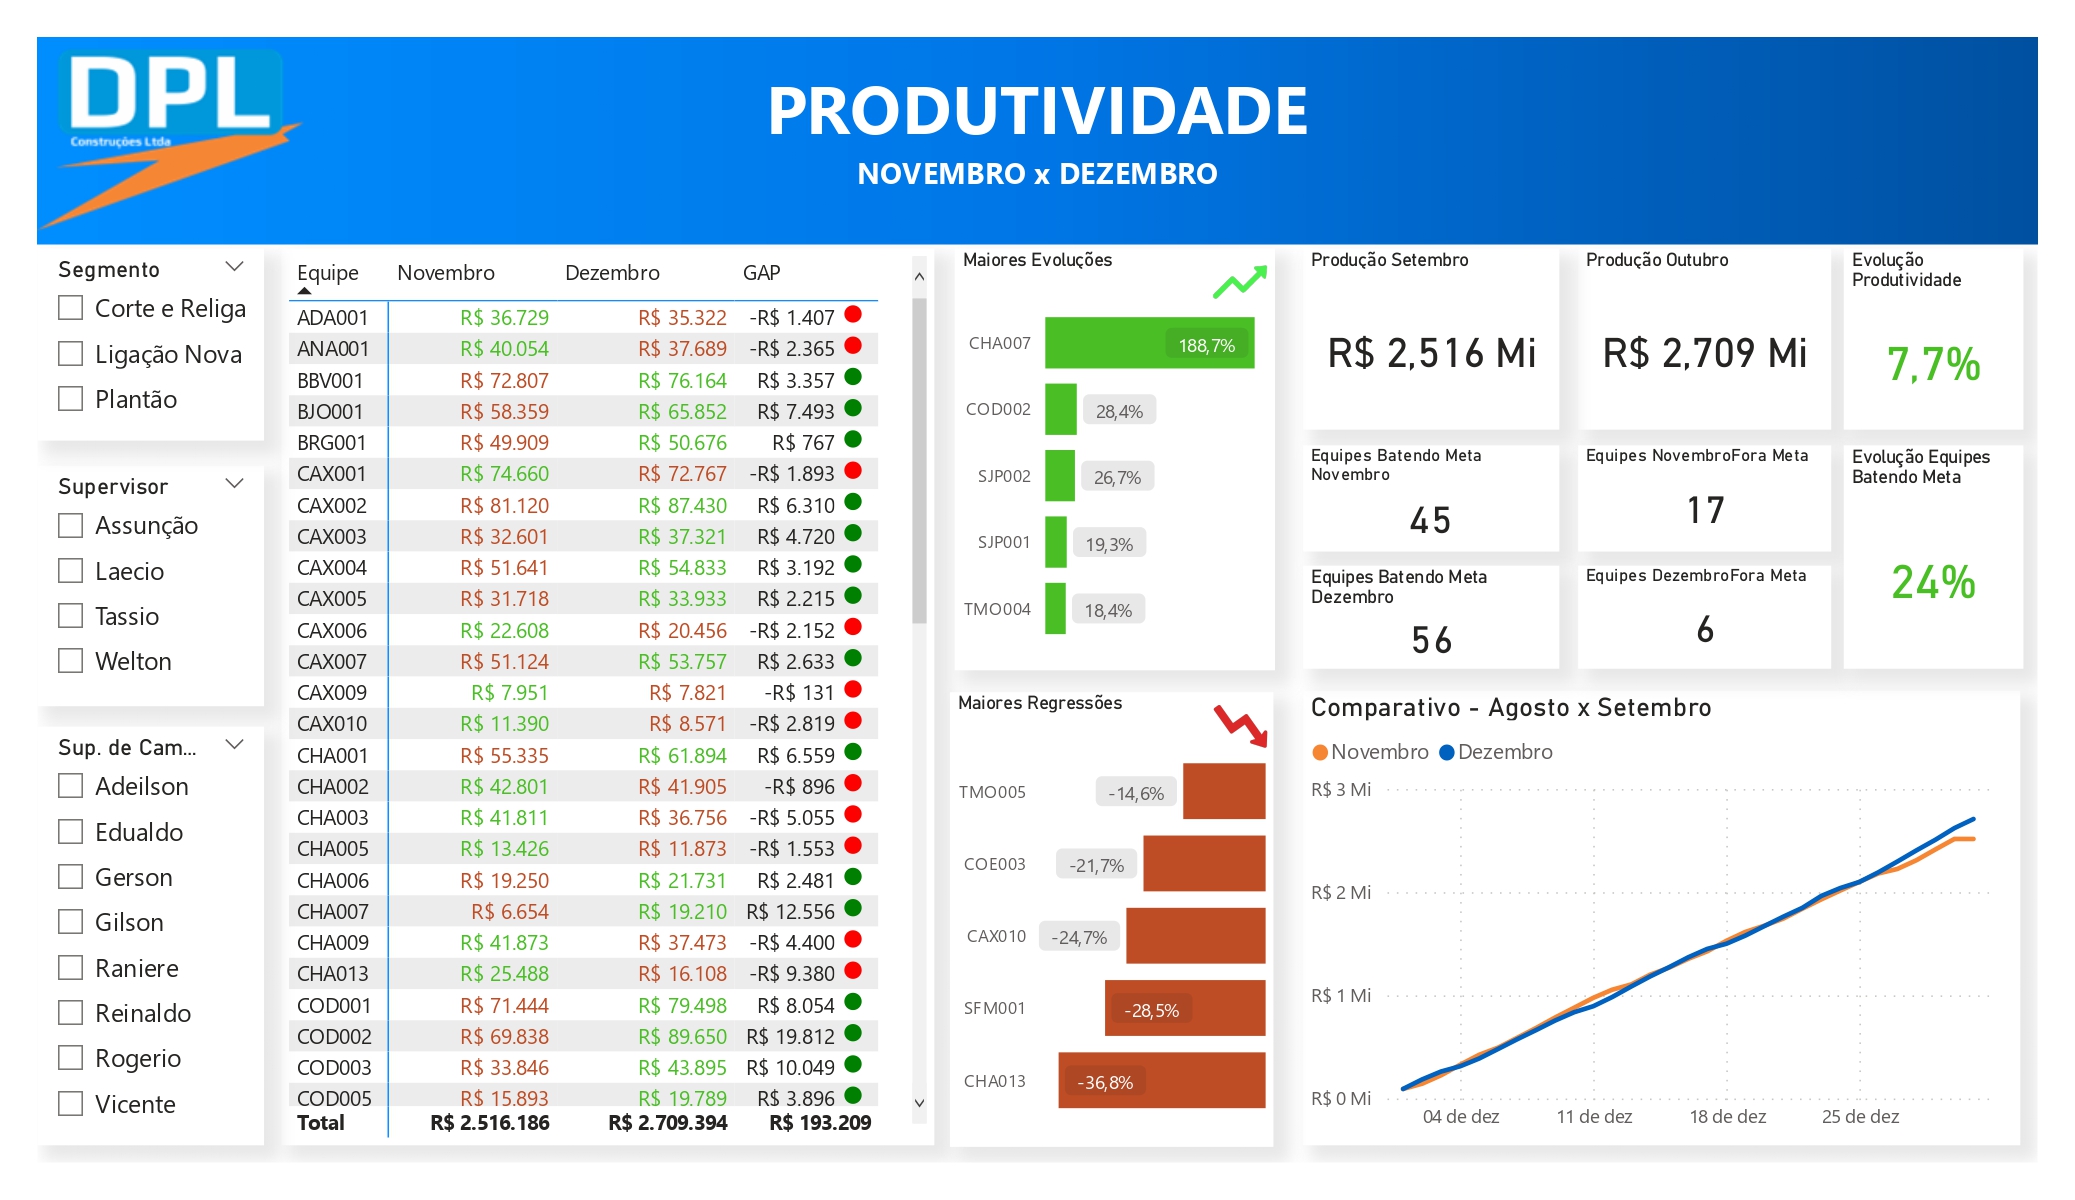 DPL
Construções Ltda
PRODUTIVIDADE
NOVEMBRO x DEZEMBRO
Segmento
Corte e Religa
Ligação Nova
Plantão
Supervisor
Assunção
Laecio
Tassio
Welton
Sup. de Cam...
Adeilson
Edualdo
Gerson
Gilson
Raniere
Reinaldo
Rogerio
Vicente
Equipe Novembro Dezembro GAP
ADA001 R$ 36.729 R$ 35.322 -R$ 1.407
ANA001 R$ 40.054 R$ 37.689 -R$ 2.365
BBV001 R$ 72.807 R$ 76.164 R$ 3.357
BJO001 R$ 58.359 R$ 65.852 R$ 7.493
BRG001 R$ 49.909 R$ 50.676 R$ 767
CAX001 R$ 74.660 R$ 72.767 -R$ 1.893
CAX002 R$ 81.120 R$ 87.430 R$ 6.310
CAX003 R$ 32.601 R$ 37.321 R$ 4.720
CAX004 R$ 51.641 R$ 54.833 R$ 3.192
CAX005 R$ 31.718 R$ 33.933 R$ 2.215
CAX006 R$ 22.608 R$ 20.456 -R$ 2.152
CAX007 R$ 51.124 R$ 53.757 R$ 2.633
CAX009 R$ 7.951 R$ 7.821 -R$ 131
CAX010 R$ 11.390 R$ 8.571 -R$ 2.819
CHA001 R$ 55.335 R$ 61.894 R$ 6.559
CHA002 R$ 42.801 R$ 41.905 -R$ 896
CHA003 R$ 41.811 R$ 36.756 -R$ 5.055
CHA005 R$ 13.426 R$ 11.873 -R$ 1.553
CHA006 R$ 19.250 R$ 21.731 R$ 2.481
CHA007 R$ 6.654 R$ 19.210 R$ 12.556
CHA009 R$ 41.873 R$ 37.473 -R$ 4.400
CHA013 R$ 25.488 R$ 16.108 -R$ 9.380
COD001 R$ 71.444 R$ 79.498 R$ 8.054
COD002 R$ 69.838 R$ 89.650 R$ 19.812
COD003 R$ 33.846 R$ 43.895 R$ 10.049
COD005 R$ 15.893 R$ 19.789 R$ 3.896
Total R$ 2.516.186 R$ 2.709.394 R$ 193.209
Maiores Evoluções
CHA007 188,7%
COD002 28,4%
SJP002 26,7%
SJP001 19,3%
TMO004 18,4%
Maiores Regressões
TMO005 -14,6%
COE003 -21,7%
CAX010 -24,7%
SFM001 -28,5%
CHA013 -36,8%
Produção Setembro
R$ 2,516 Mi
Produção Outubro
R$ 2,709 Mi
Evolução
Produtividade
7,7%
Equipes Batendo Meta
Novembro
45
Equipes NovembroFora Meta
17
Evolução Equipes
Batendo Meta
24%
Equipes Batendo Meta
Dezembro
56
Equipes DezembroFora Meta
6
Comparativo - Agosto x Setembro
Novembro Dezembro
R$ 3 Mi
R$ 2 Mi
R$ 1 Mi
R$ 0 Mi
04 de dez 11 de dez 18 de dez 25 de dez